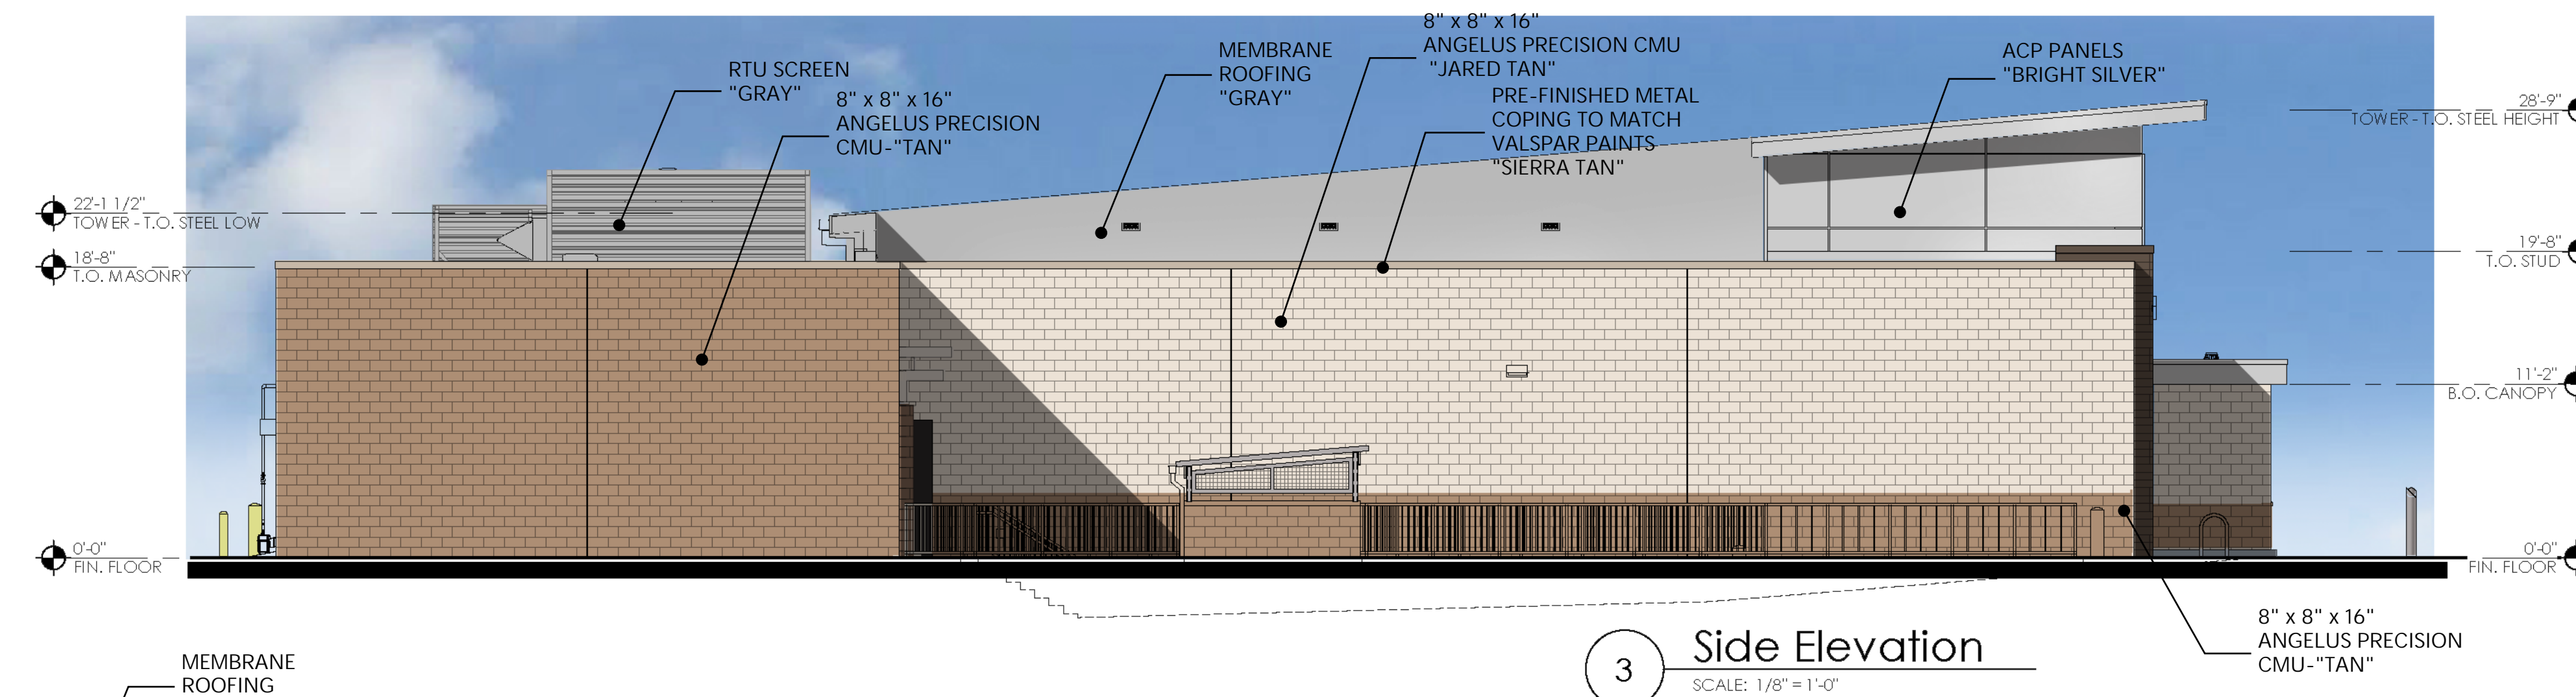 8" x 8" x 16"
ANGELUS PRECISION CMU
"JARED TAN"
MEMBRANE
ROOFING
"GRAY"
ACP PANELS
"BRIGHT SILVER"
RTU SCREEN
"GRAY"
8" x 8" x 16"
ANGELUS PRECISION
CMU-"TAN"
PRE-FINISHED METAL
COPING TO MATCH
VALSPAR PAINTS
"SIERRA TAN"
28'-9"
TOWER - T.O. STEEL HEIGHT
22'-1 1/2"
TOWER - T.O. STEEL LOW
18'-8"
T.O. MASONRY
19'-8"
T.O. STUD
11'-2"
B.O. CANOPY
0'-0"
FIN. FLOOR
0'-0"
FIN. FLOOR
8" x 8" x 16"
ANGELUS PRECISION
CMU-"TAN"
3
Side Elevation
SCALE: 1/8" = 1'-0"
MEMBRANE
ROOFING